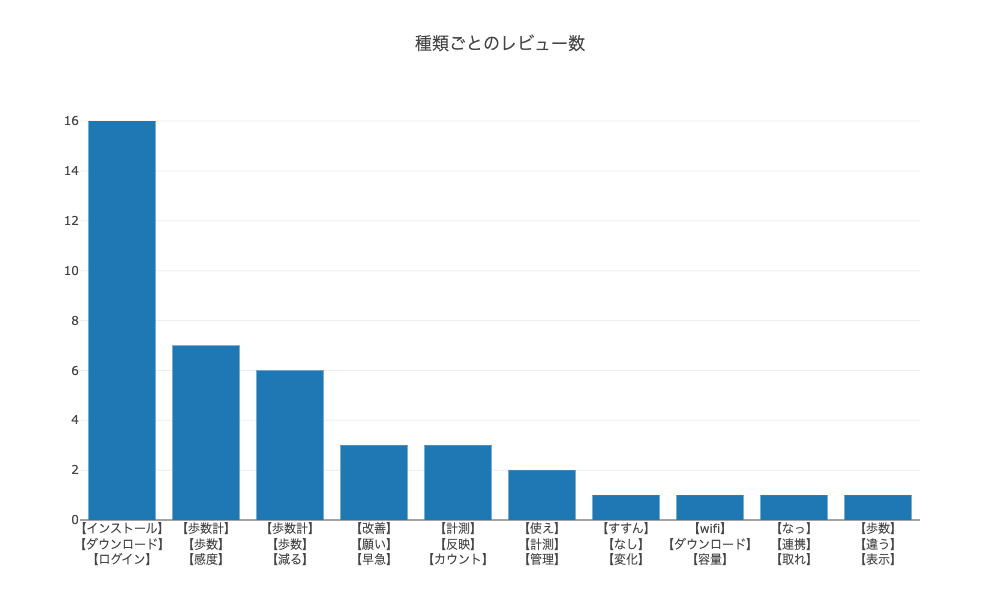 種類ごとのレビュー数
16
14
12
10
8
6
4
2
0
【インストール】 【歩数計】 【歩数計】 【改善】 【計測】 【使え】 【すすん】 【wifi】 【なっ】 【歩数】
【ダウンロード】 【歩数】 【歩数】 【願い】 【反映】 【計測】 【なし】 【ダウンロード】 【連携】 【違う】
【ログイン】 【感度】 【減る】 【早急】 【カウント】 【管理】 【変化】 【容量】 【取れ】 【表示】